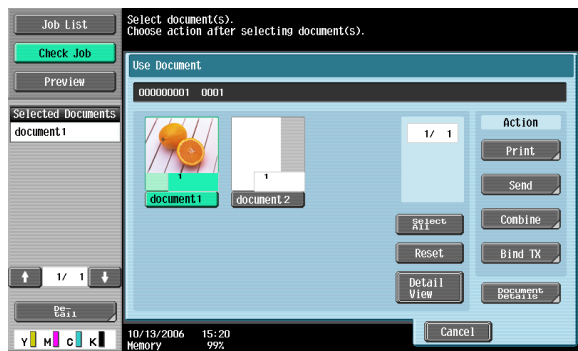 Job List
Check Job
Preview
Selected Documents
document1
1/ 1
De-
tail
Y M C K
Select document(s).
Choose action after selecting document(s).
Use Document
000000001 0001
1
document1
1
document2
1/ 1
Select
All
Reset
Detail
View
Action
Print
Send
Combine
Bind TX
Document
Details
Cancel
10/13/2006 15:20
Memory 99%